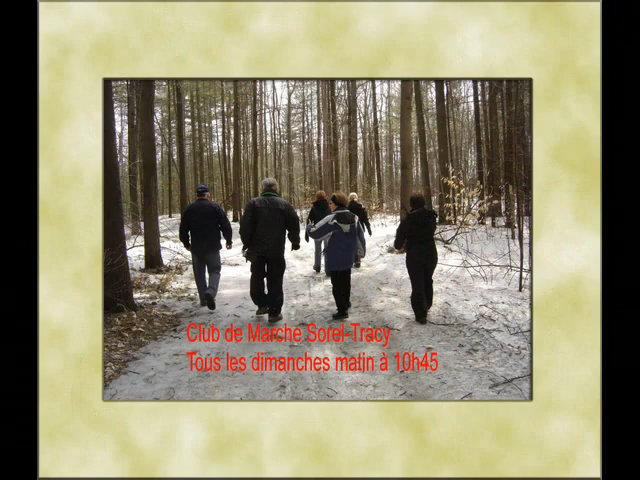 Club de Marche Sorel-Tracy
Tous les dimanches matin à 10h45